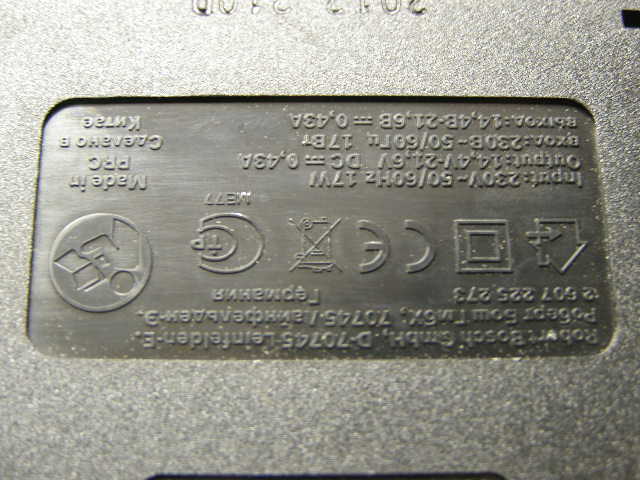 Robert Bosch GmbH, D-70745 Leinfelden-E.
Роберт Бош ГмбХ, 70745 Лайнфельден-Э.
2 607 225 273 Германия
ME77
Input: 230V~ 50/60Hz 17W
Output: 14,4V-21,6V DC = 0,43A
вход: 230В~ 50/60Гц 17Вт
выход: 14,4В-21,6В = 0,43А
Made in
PRC
Сделано в
Китае